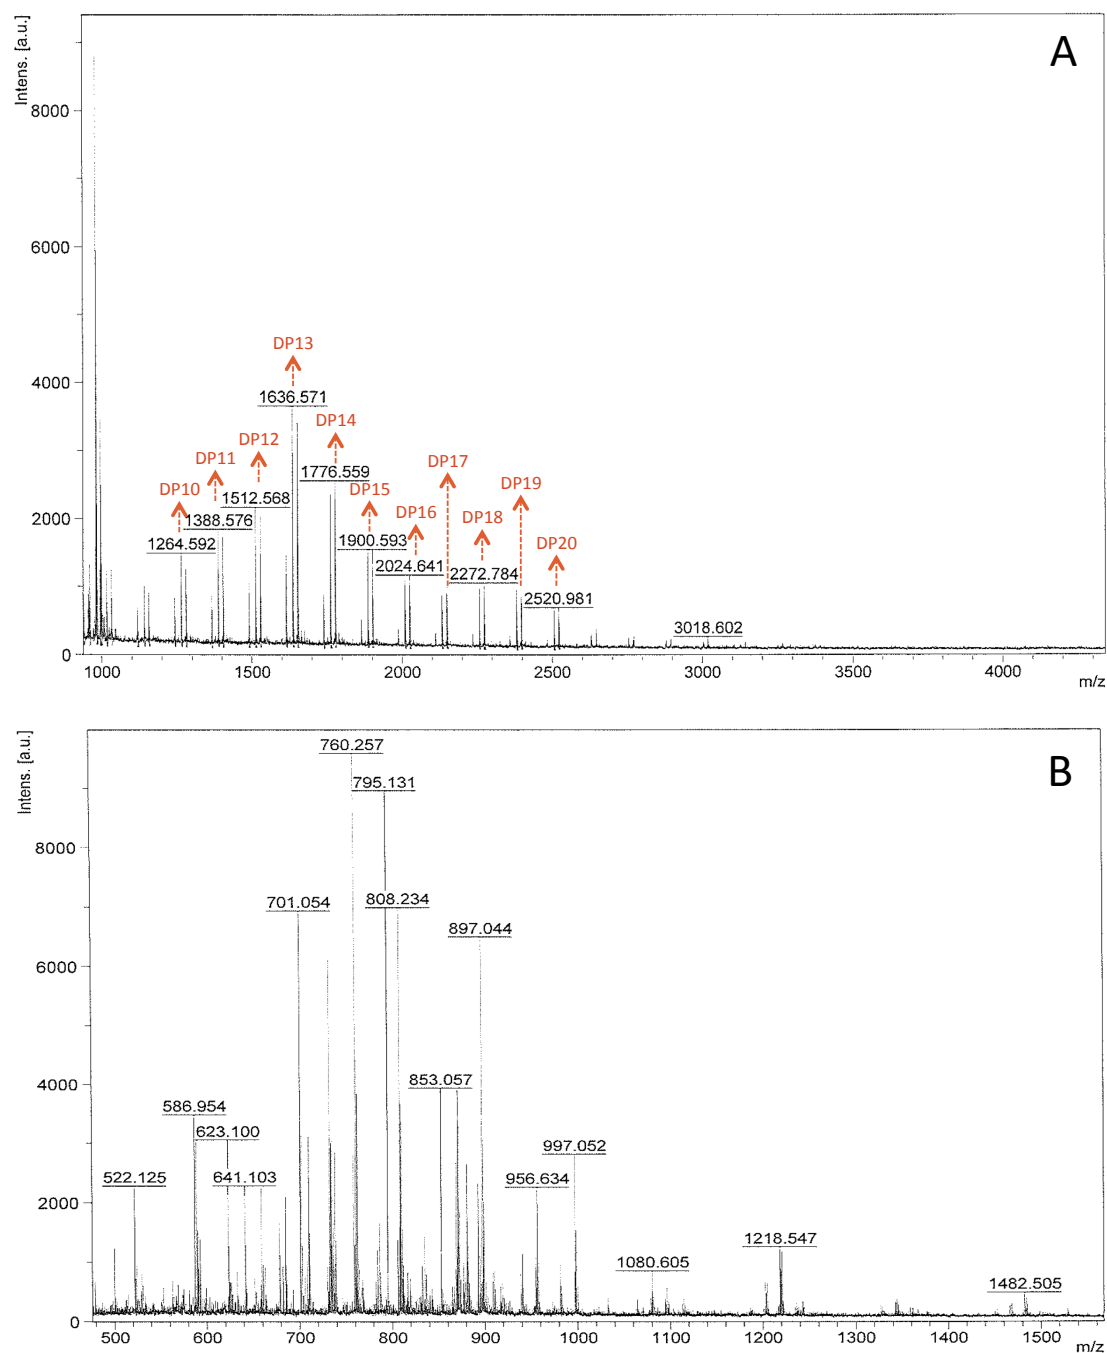 Intens. [a.u.]
A
8000
6000
4000
2000
0
DP13
1636.571
DP14
1776.559
DP12
1512.568
DP11
1388.576
DP10
1264.592
DP15
1900.593
DP16
2024.641
DP17
DP18
2272.784
DP19
DP20
2520.981
3018.602
1000 1500 2000 2500 3000 3500 4000
m/z
Intens. [a.u.]
B
8000
6000
4000
2000
0
760.257
795.131
701.054
808.234
897.044
853.057
586.954
623.100
641.103
522.125
997.052
956.634
1080.605
1218.547
1482.505
500 600 700 800 900 1000 1100 1200 1300 1400 1500
m/z